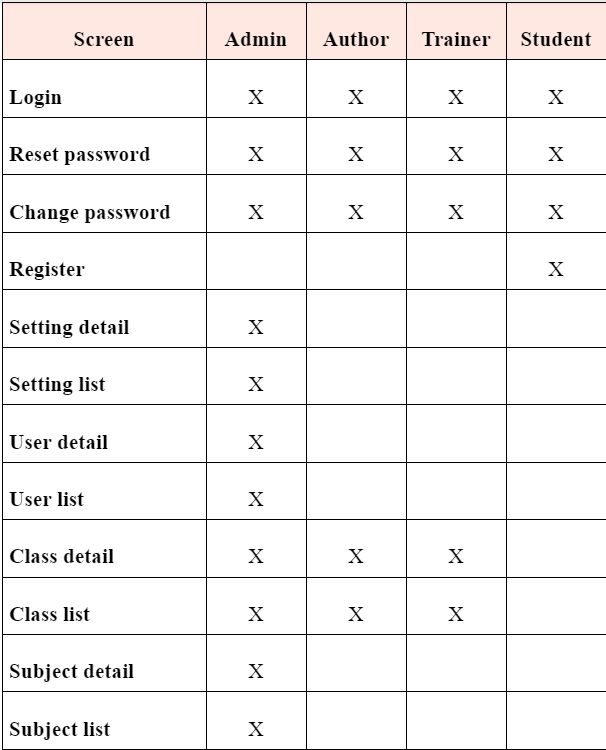 Screen Admin Author Trainer Student
Login X X X X
Reset password X X X X
Change password X X X X
Register X
Setting detail X
Setting list X
User detail X
User list X
Class detail X X X
Class list X X X
Subject detail X
Subject list X